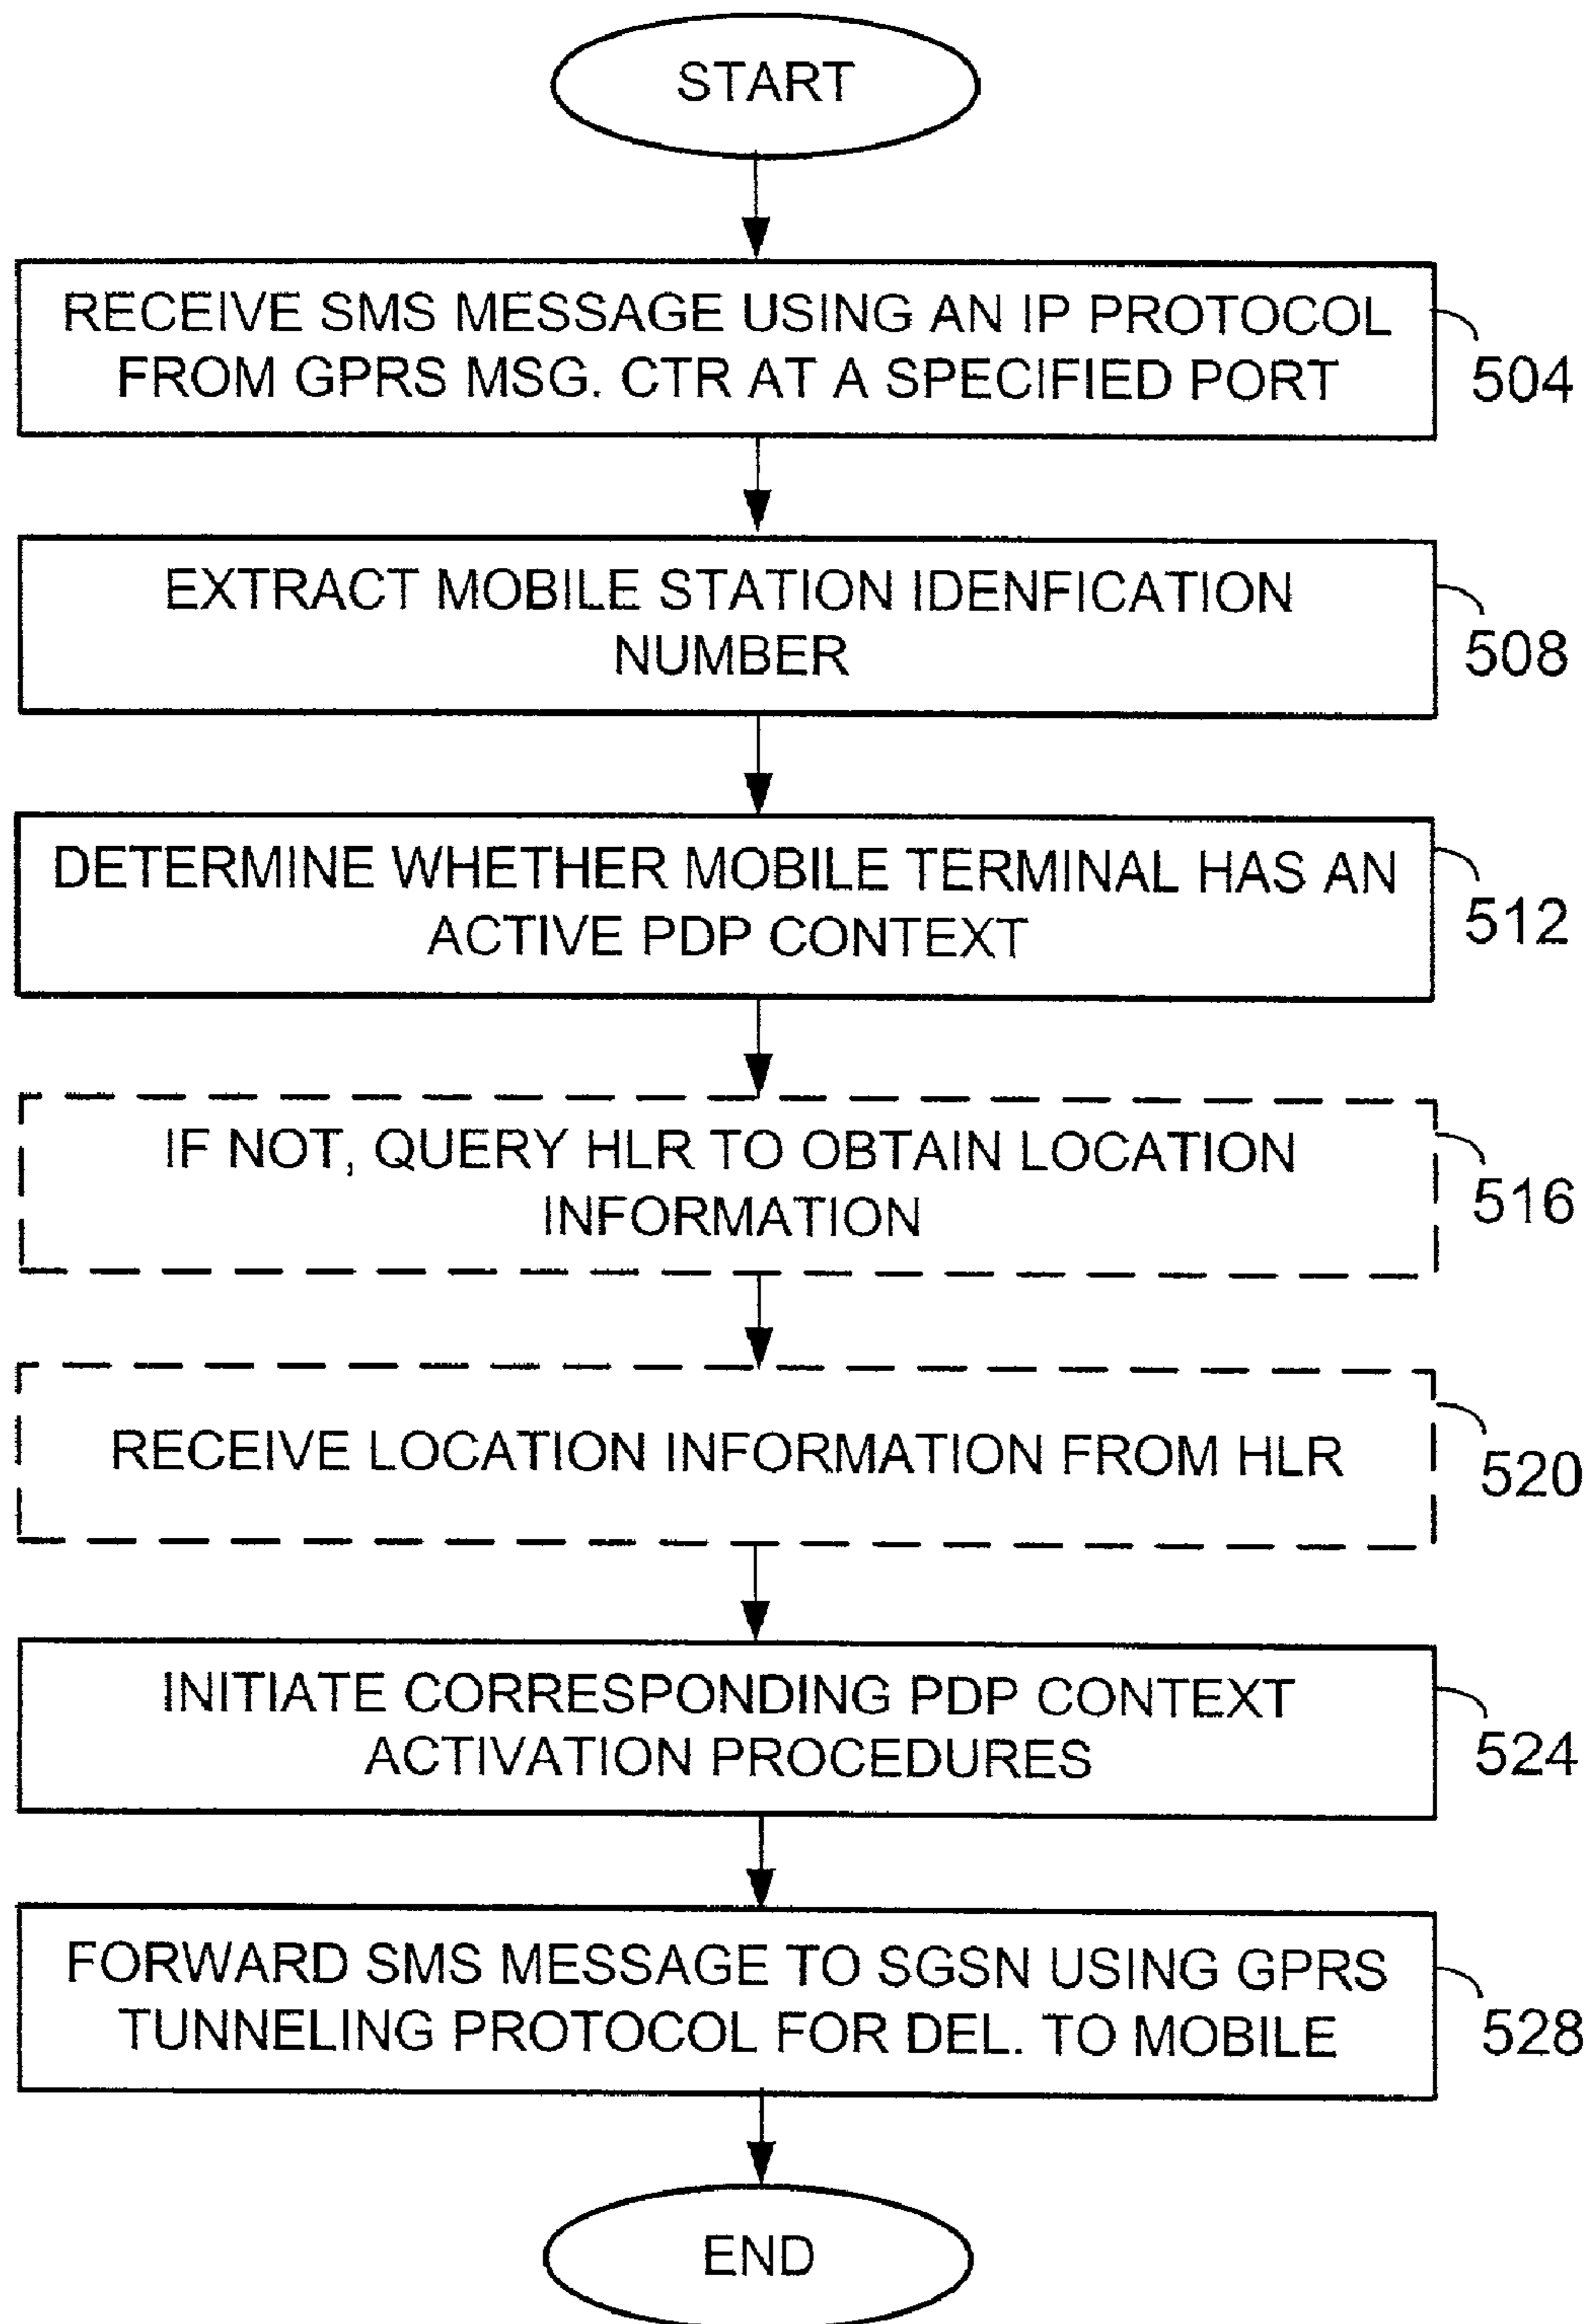 START
RECEIVE SMS MESSAGE USING AN IP PROTOCOL
FROM GPRS MSG. CTR AT A SPECIFIED PORT
504
EXTRACT MOBILE STATION IDENFICATION
NUMBER
508
DETERMINE WHETHER MOBILE TERMINAL HAS AN
ACTIVE PDP CONTEXT
512
IF NOT, QUERY HLR TO OBTAIN LOCATION
INFORMATION
516
RECEIVE LOCATION INFORMATION FROM HLR
520
INITIATE CORRESPONDING PDP CONTEXT
ACTIVATION PROCEDURES
524
FORWARD SMS MESSAGE TO SGSN USING GPRS
TUNNELING PROTOCOL FOR DEL. TO MOBILE
528
END